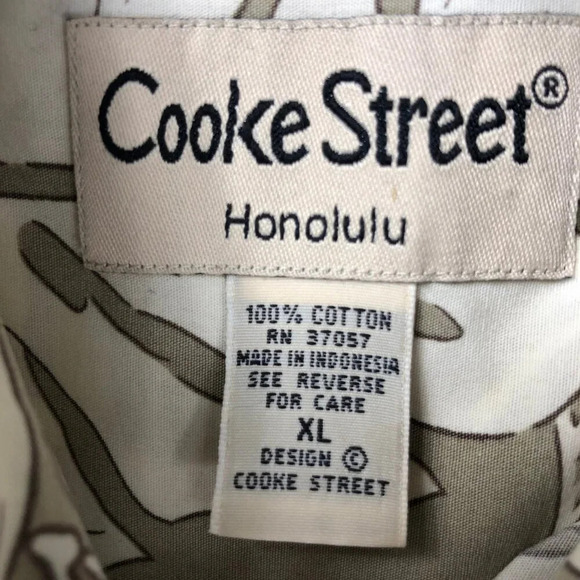 Cooke Street®
Honolulu
100% COTTON
RN 37057
MADE IN INDONESIA
SEE REVERSE
FOR CARE
XL
DESIGN ©
COOKE STREET